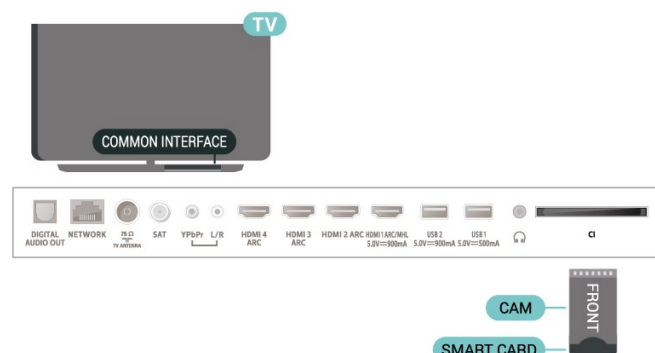 TV
COMMON INTERFACE
DIGITAL
AUDIO OUT
NETWORK
75 Ω
TV ANTENNA
SAT
YPbPr
L/R
HDMI 4
ARC
HDMI 3
ARC
HDMI 2 ARC
HDMI 1 ARC/MHL
5.0V⎓900mA
USB 2
5.0V⎓900mA
USB 1
5.0V⎓500mA
CI
FRONT
CAM
SMART CARD